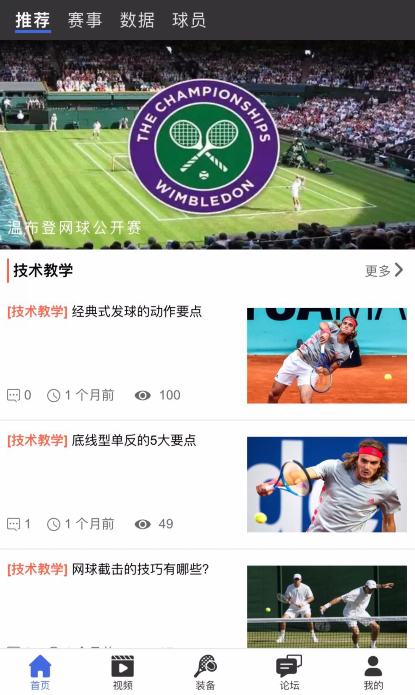 推荐 赛事 数据 球员
THE CHAMPIONSHIPS
WIMBLEDON
温布登网球公开赛
技术教学 更多
[技术教学] 经典式发球的动作要点
0 1 个月前 100
[技术教学] 底线型单反的5大要点
1 1 个月前 49
[技术教学] 网球截击的技巧有哪些?
首页 视频 装备 论坛 我的